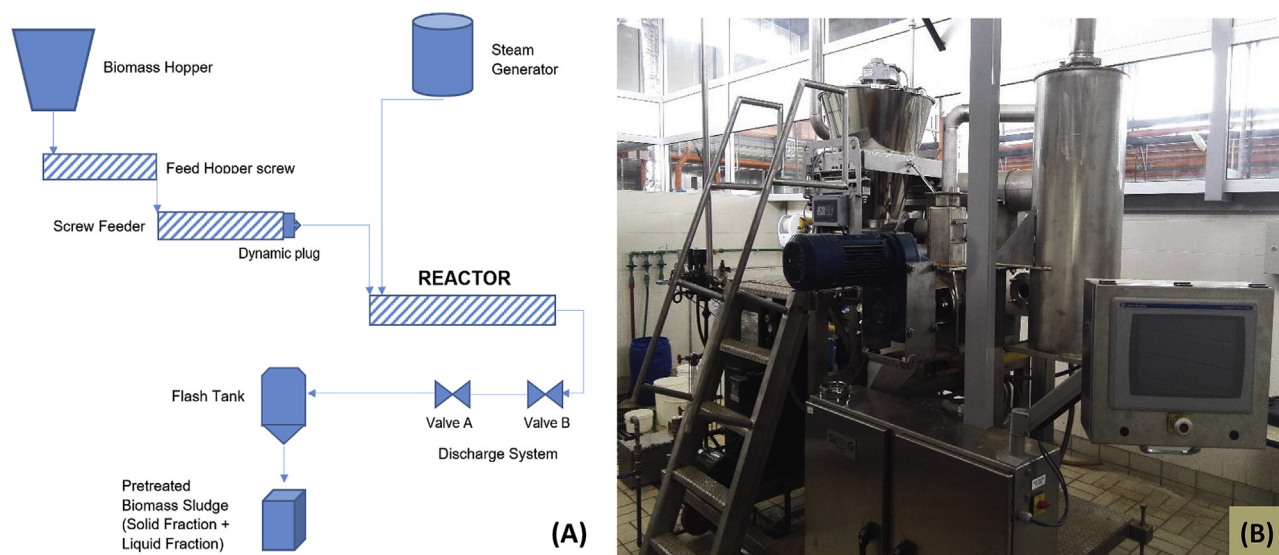 Biomass Hopper
Steam
Generator
Feed Hopper screw
Screw Feeder
Dynamic plug
REACTOR
Flash Tank
Valve A
Valve B
Discharge System
Pretreated
Biomass Sludge
(Solid Fraction +
Liquid Fraction)
(A)
(B)